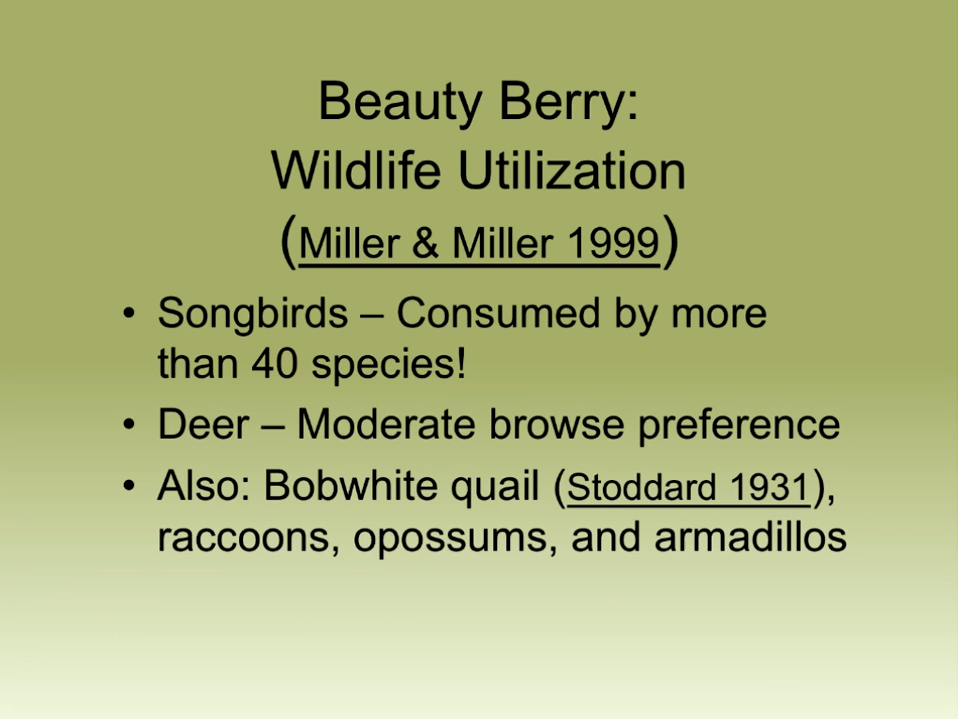 Beauty Berry:
Wildlife Utilization
(Miller & Miller 1999)
• Songbirds – Consumed by more
than 40 species!
• Deer – Moderate browse preference
• Also: Bobwhite quail (Stoddard 1931),
raccoons, opossums, and armadillos